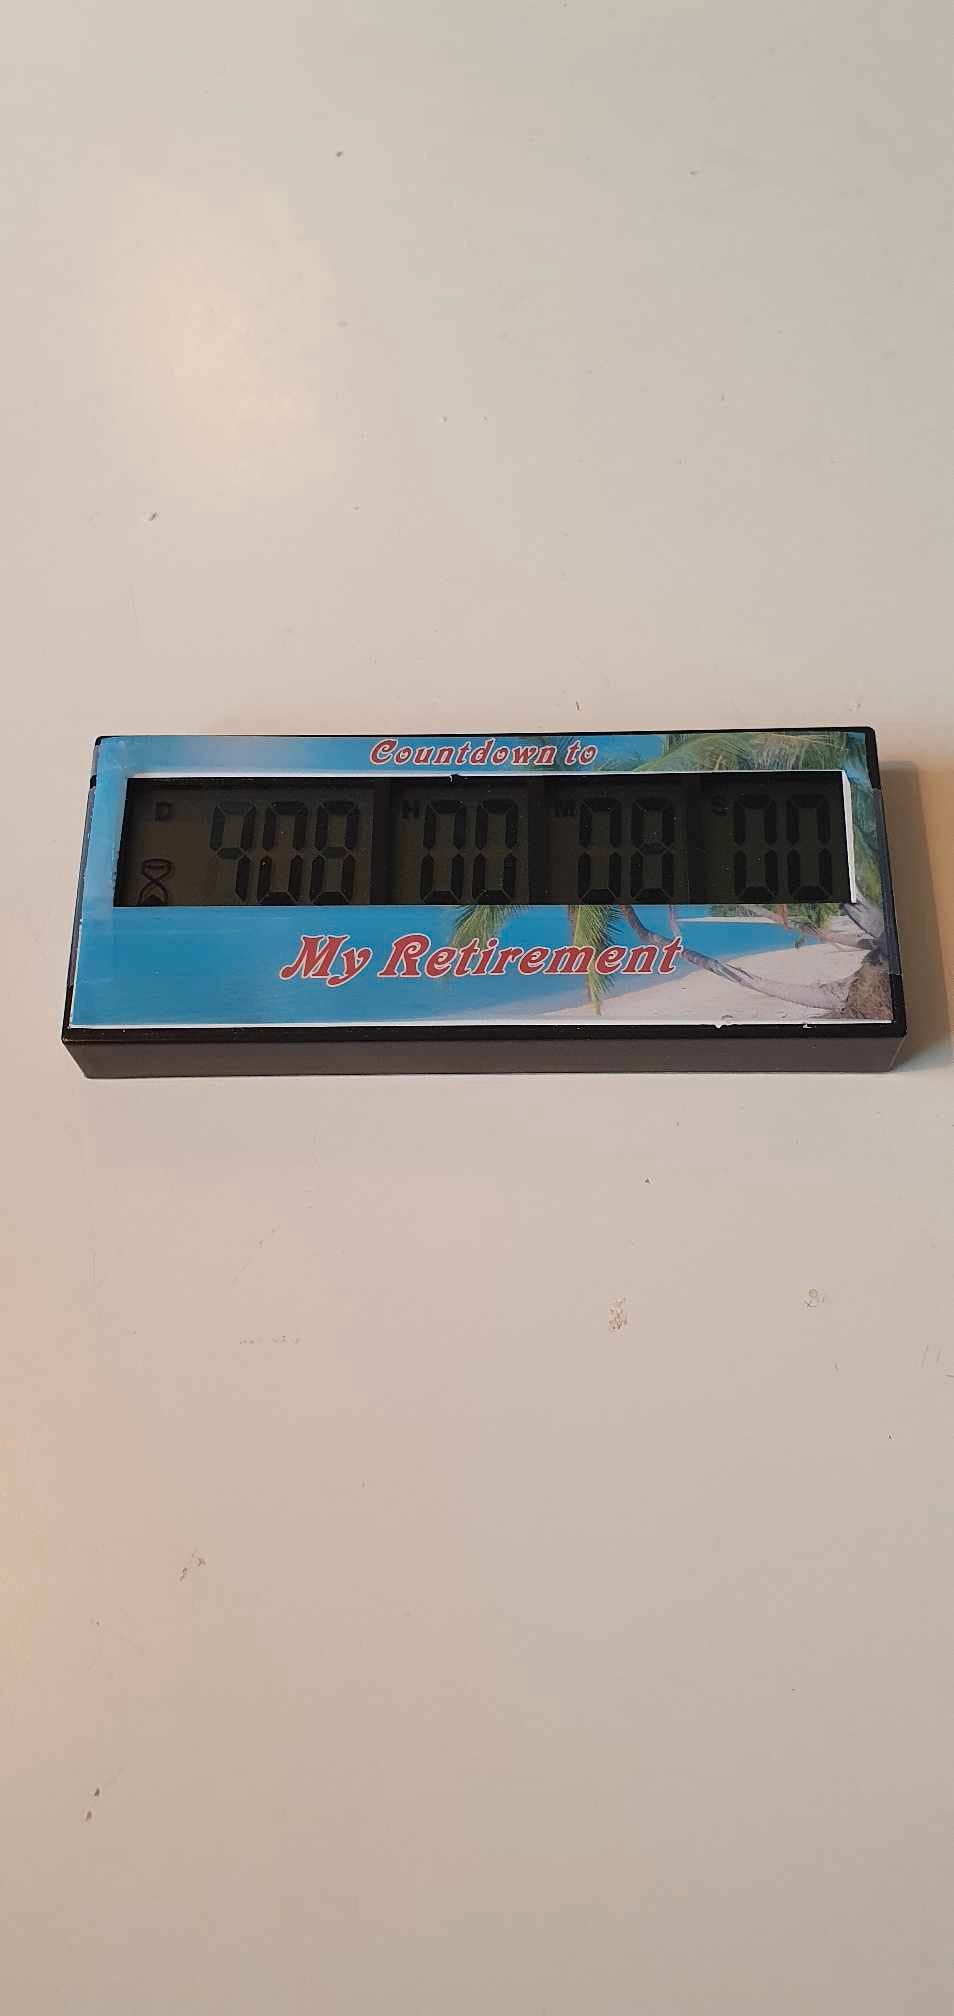 Countdown to
D 908 H 00 M 08 S 00
My Retirement